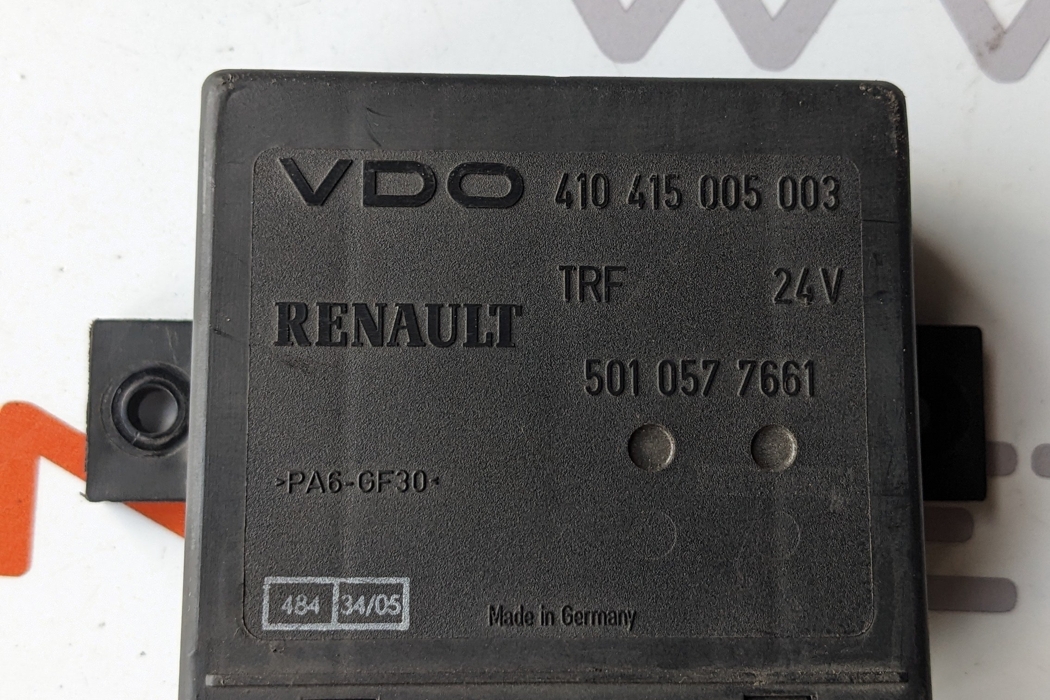 VDO 410 415 005 003
TRF 24V
RENAULT
501 057 7661
>PA6-GF30<
484 34/05
Made in Germany